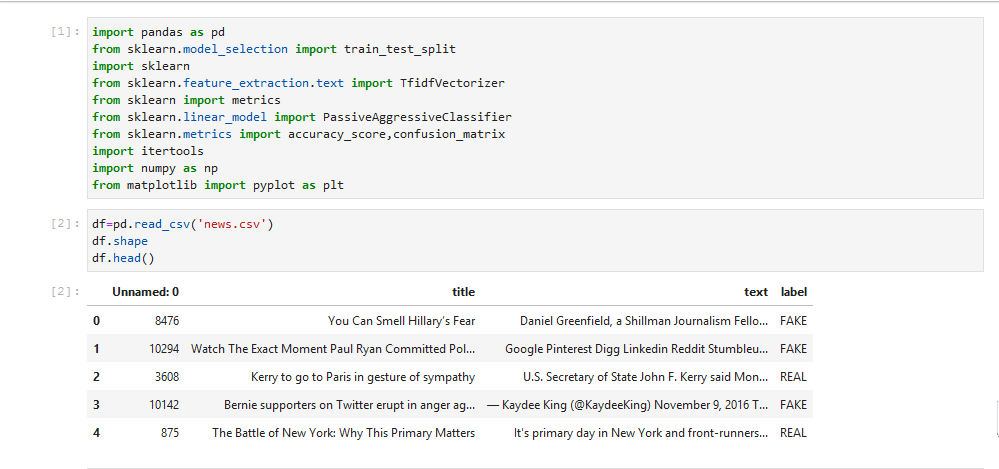 [1]: import pandas as pd
from sklearn.model_selection import train_test_split
import sklearn
from sklearn.feature_extraction.text import TfidfVectorizer
from sklearn import metrics
from sklearn.linear_model import PassiveAggressiveClassifier
from sklearn.metrics import accuracy_score,confusion_matrix
import itertools
import numpy as np
from matplotlib import pyplot as plt
[2]: df=pd.read_csv('news.csv')
df.shape
df.head()
[2]: Unnamed: 0 title text label
0 8476 You Can Smell Hillary's Fear Daniel Greenfield, a Shillman Journalism Fello... FAKE
1 10294 Watch The Exact Moment Paul Ryan Committed Pol... Google Pinterest Digg Linkedin Reddit Stumbleu... FAKE
2 3608 Kerry to go to Paris in gesture of sympathy U.S. Secretary of State John F. Kerry said Mon... REAL
3 10142 Bernie supporters on Twitter erupt in anger ag... — Kaydee King (@KaydeeKing) November 9, 2016 T... FAKE
4 875 The Battle of New York: Why This Primary Matters It's primary day in New York and front-runners... REAL